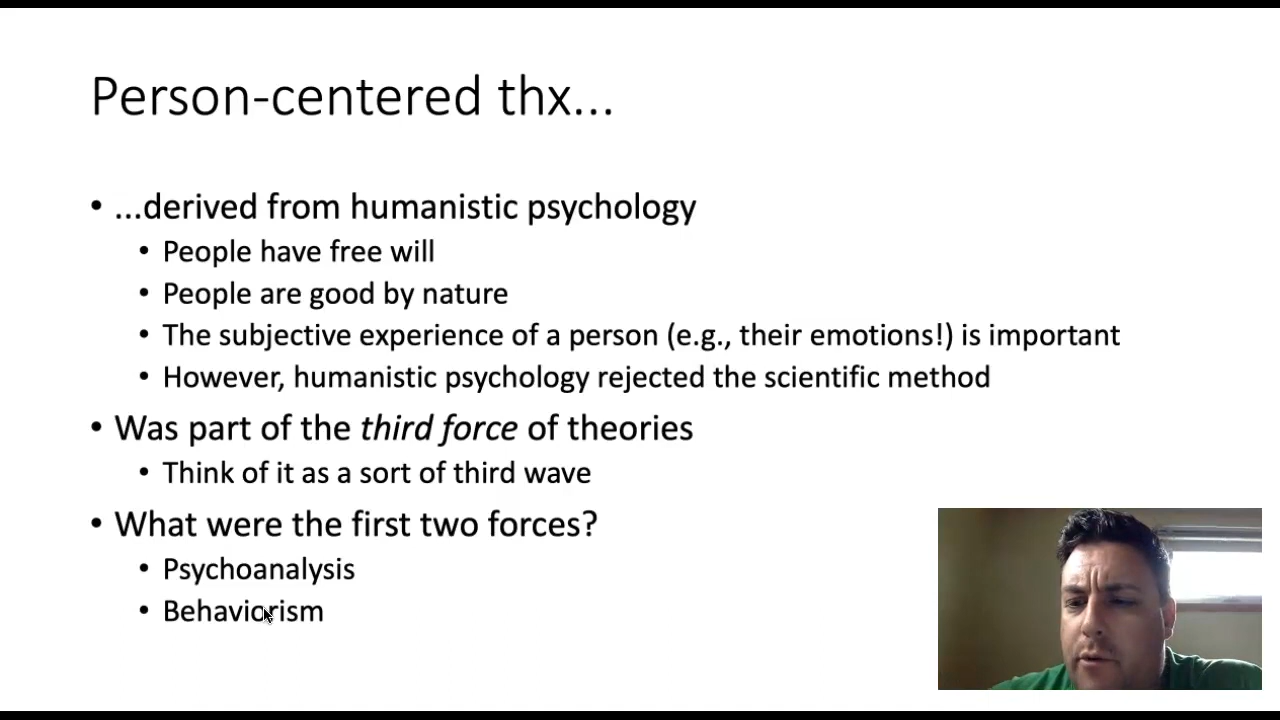 Person-centered thx...
• ...derived from humanistic psychology
• People have free will
• People are good by nature
• The subjective experience of a person (e.g., their emotions!) is important
• However, humanistic psychology rejected the scientific method
• Was part of the third force of theories
• Think of it as a sort of third wave
• What were the first two forces?
• Psychoanalysis
• Behaviorism